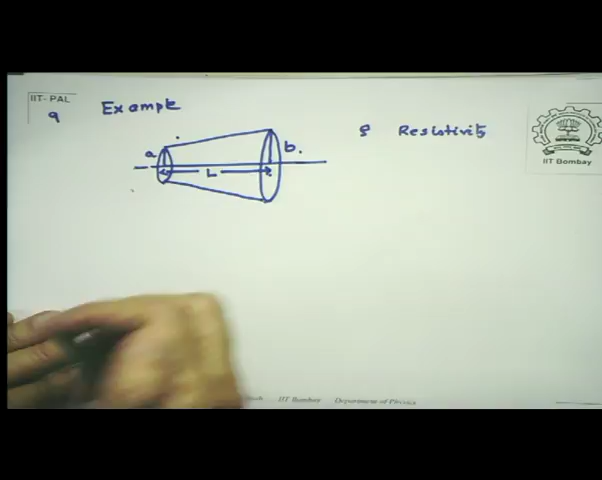 IIT-PAL
9
Example
ρ Resistivity
a
b.
L
IIT Bombay
IIT Bombay Department of Physics